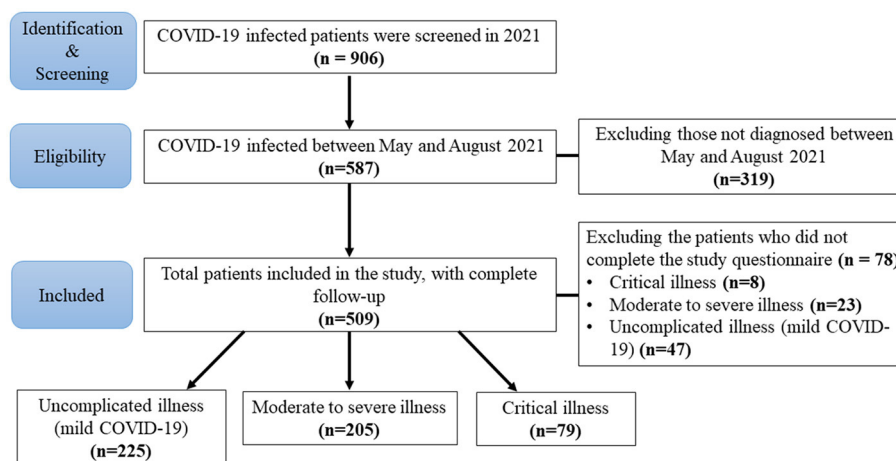 Identification
&
Screening
COVID-19 infected patients were screened in 2021
(n = 906)
Eligibility
COVID-19 infected between May and August 2021
(n=587)
Excluding those not diagnosed between
May and August 2021
(n=319)
Included
Total patients included in the study, with complete
follow-up
(n=509)
Excluding the patients who did not
complete the study questionnaire (n = 78)
• Critical illness (n=8)
• Moderate to severe illness (n=23)
• Uncomplicated illness (mild COVID-
19) (n=47)
Uncomplicated illness
(mild COVID-19)
(n=225)
Moderate to severe illness
(n=205)
Critical illness
(n=79)